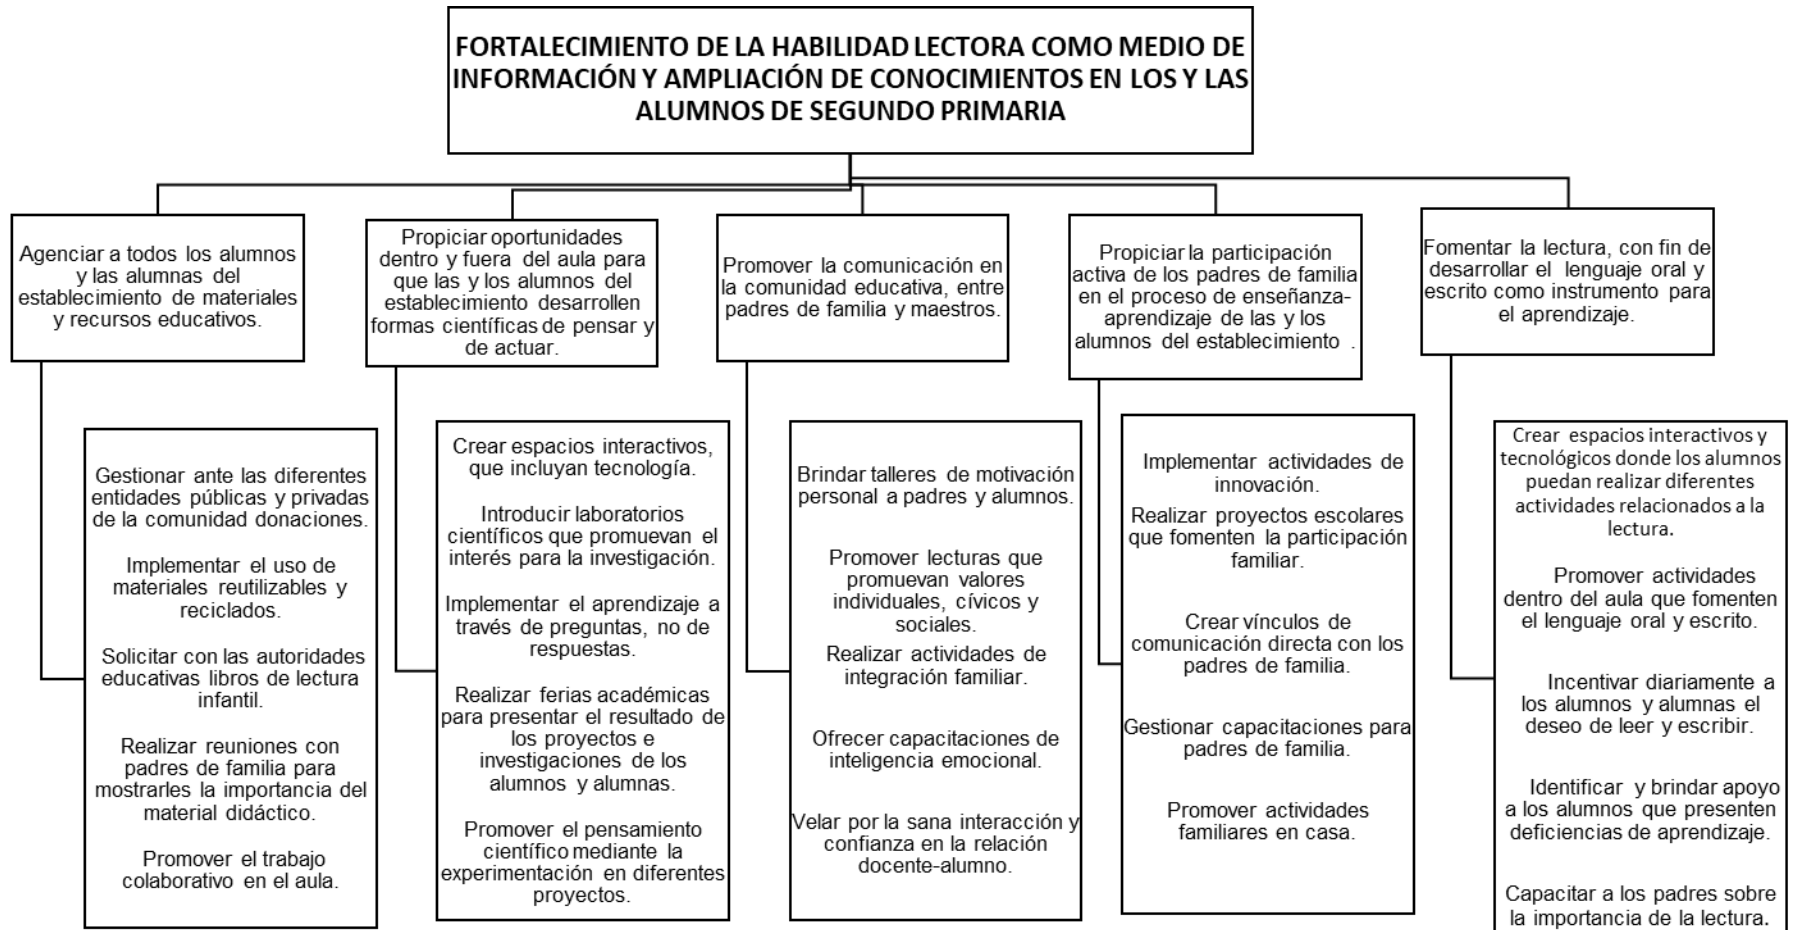 FORTALECIMIENTO DE LA HABILIDAD LECTORA COMO MEDIO DE
INFORMACIÓN Y AMPLIACIÓN DE CONOCIMIENTOS EN LOS Y LAS
ALUMNOS DE SEGUNDO PRIMARIA
Agenciar a todos los alumnos
y las alumnas del
establecimiento de materiales
y recursos educativos.
Propiciar oportunidades
dentro y fuera del aula para
que las y los alumnos del
establecimiento desarrollen
formas científicas de pensar y
de actuar.
Promover la comunicación en
la comunidad educativa, entre
padres de familia y maestros.
Propiciar la participación
activa de los padres de familia
en el proceso de enseñanza-
aprendizaje de las y los
alumnos del establecimiento .
Fomentar la lectura, con fin de
desarrollar el lenguaje oral y
escrito como instrumento para
el aprendizaje.
Gestionar ante las diferentes
entidades públicas y privadas
de la comunidad donaciones.
Implementar el uso de
materiales reutilizables y
reciclados.
Solicitar con las autoridades
educativas libros de lectura
infantil.
Realizar reuniones con
padres de familia para
mostrarles la importancia del
material didáctico.
Promover el trabajo
colaborativo en el aula.
Crear espacios interactivos,
que incluyan tecnología.
Introducir laboratorios
científicos que promuevan el
interés para la investigación.
Implementar el aprendizaje a
través de preguntas, no de
respuestas.
Realizar ferias académicas
para presentar el resultado de
los proyectos e
investigaciones de los
alumnos y alumnas.
Promover el pensamiento
científico mediante la
experimentación en diferentes
proyectos.
Brindar talleres de motivación
personal a padres y alumnos.
Promover lecturas que
promuevan valores
individuales, cívicos y
sociales.
Realizar actividades de
integración familiar.
Ofrecer capacitaciones de
inteligencia emocional.
Velar por la sana interacción y
confianza en la relación
docente-alumno.
Implementar actividades de
innovación.
Realizar proyectos escolares
que fomenten la participación
familiar.
Crear vínculos de
comunicación directa con los
padres de familia.
Gestionar capacitaciones para
padres de familia.
Promover actividades
familiares en casa.
Crear espacios interactivos y
tecnológicos donde los alumnos
puedan realizar diferentes
actividades relacionados a la
lectura.
Promover actividades
dentro del aula que fomenten
el lenguaje oral y escrito.
Incentivar diariamente a
los alumnos y alumnas el
deseo de leer y escribir.
Identificar y brindar apoyo
a los alumnos que presenten
deficiencias de aprendizaje.
Capacitar a los padres sobre
la importancia de la lectura.